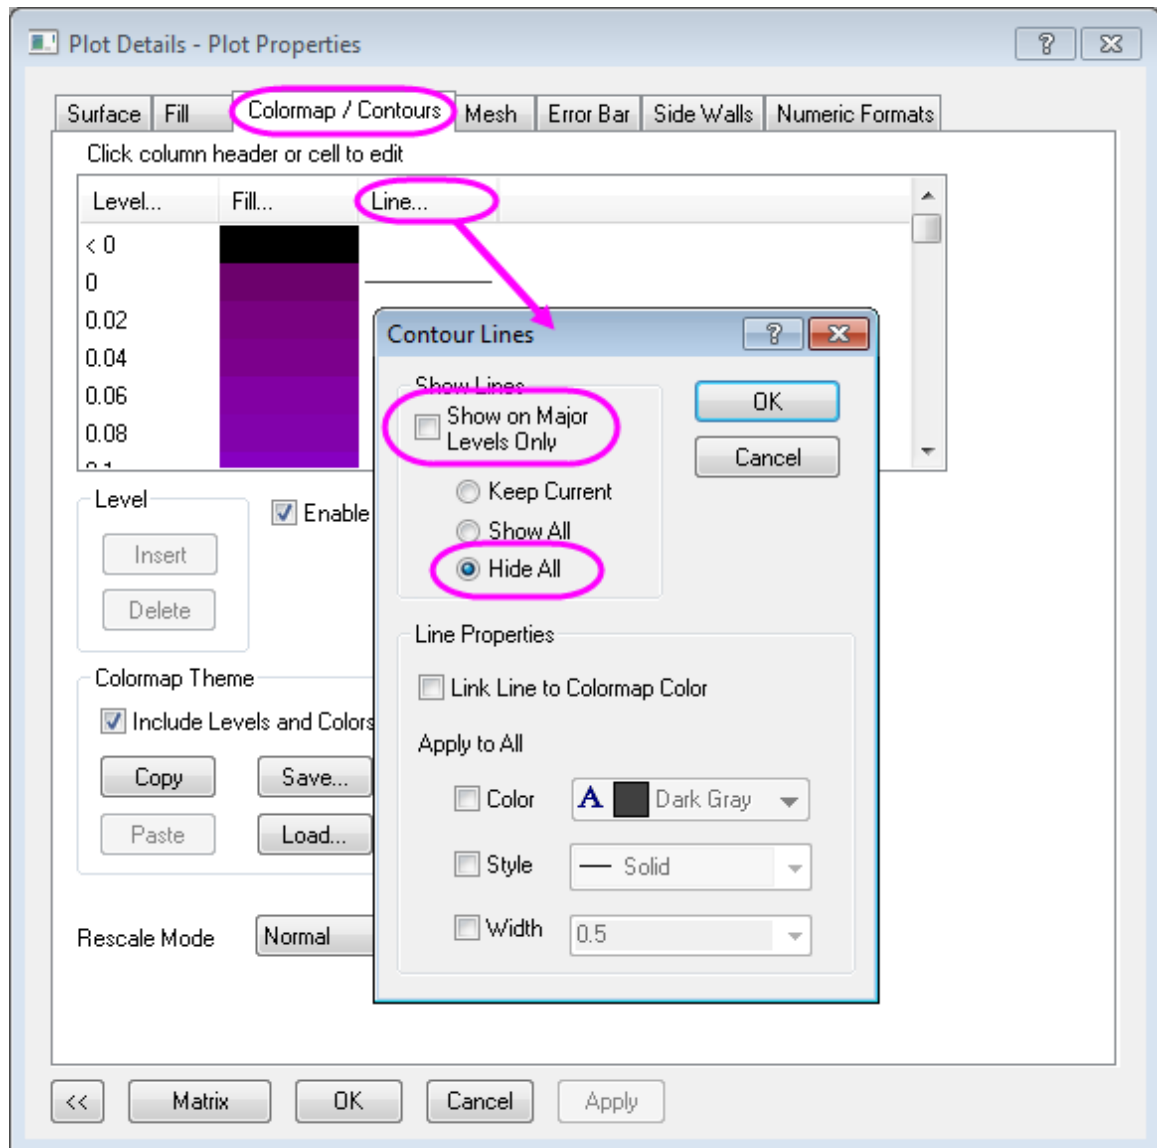 Plot Details - Plot Properties
Surface Fill Colormap / Contours Mesh Error Bar Side Walls Numeric Formats
Click column header or cell to edit
Level... Fill... Line...
< 0
0
0.02
0.04
0.06
0.08
Contour Lines
Show Lines
Show on Major
Levels Only
Keep Current
Show All
Hide All
OK
Cancel
Line Properties
Link Line to Colormap Color
Apply to All
Color A Dark Gray
Style Solid
Width 0.5
Level
Insert
Delete
Enable
Colormap Theme
Include Levels and Colors
Copy Save...
Paste Load...
Rescale Mode Normal
<< Matrix OK Cancel Apply